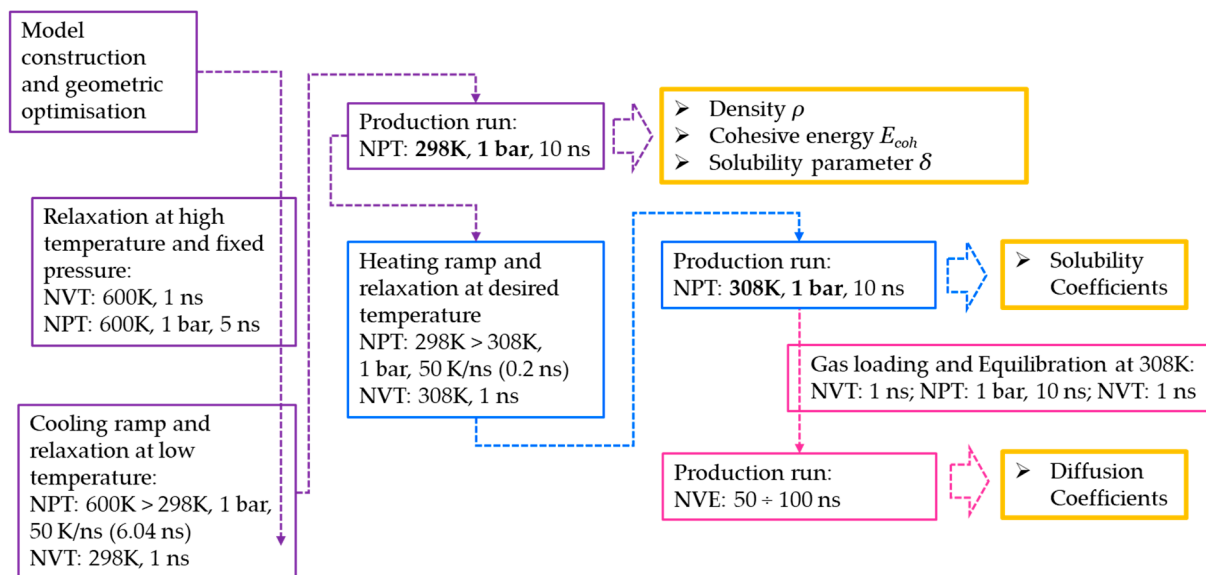 Model
construction
and geometric
optimisation
Relaxation at high
temperature and fixed
pressure:
NVT: 600K, 1 ns
NPT: 600K, 1 bar, 5 ns
Cooling ramp and
relaxation at low
temperature:
NPT: 600K > 298K, 1 bar,
50 K/ns (6.04 ns)
NVT: 298K, 1 ns
Production run:
NPT: 298K, 1 bar, 10 ns
➢ Density ρ
➢ Cohesive energy E_coh
➢ Solubility parameter δ
Heating ramp and
relaxation at desired
temperature
NPT: 298K > 308K,
1 bar, 50 K/ns (0.2 ns)
NVT: 308K, 1 ns
Production run:
NPT: 308K, 1 bar, 10 ns
➢ Solubility
Coefficients
Gas loading and Equilibration at 308K:
NVT: 1 ns; NPT: 1 bar, 10 ns; NVT: 1 ns
Production run:
NVE: 50 ÷ 100 ns
➢ Diffusion
Coefficients